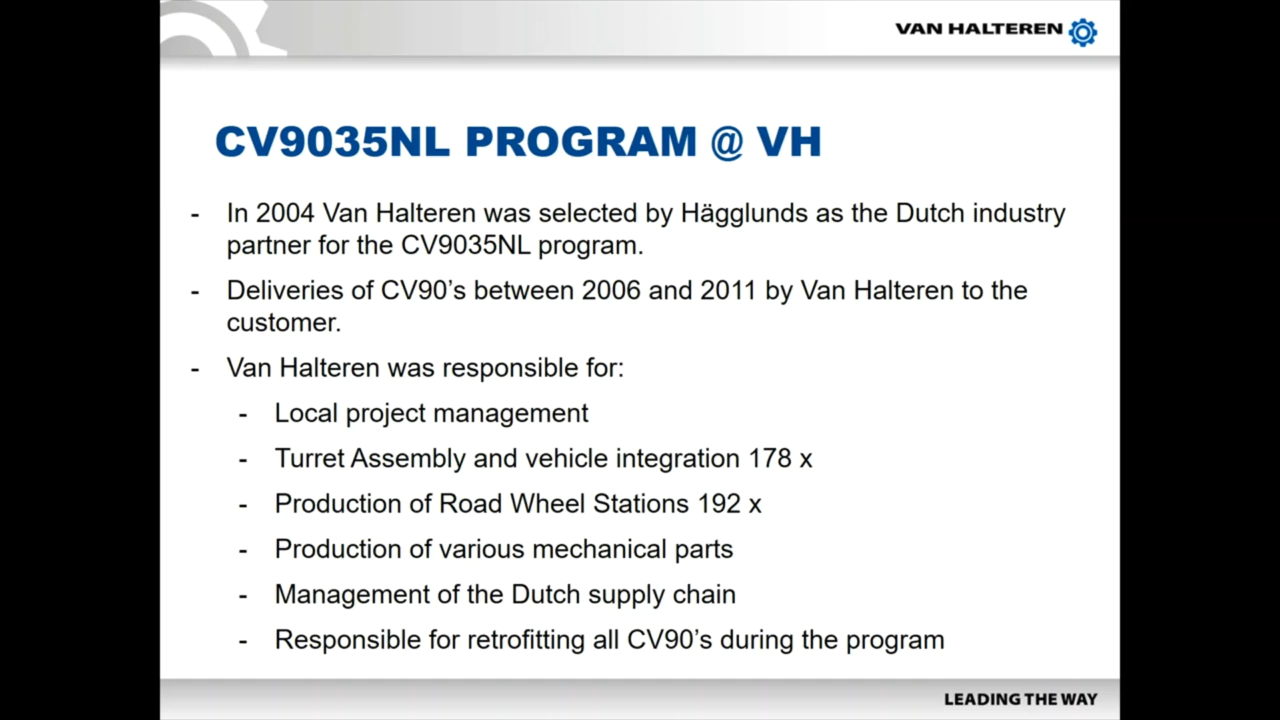 VAN HALTEREN
CV9035NL PROGRAM @ VH
- In 2004 Van Halteren was selected by Hägglunds as the Dutch industry
partner for the CV9035NL program.
- Deliveries of CV90’s between 2006 and 2011 by Van Halteren to the
customer.
- Van Halteren was responsible for:
- Local project management
- Turret Assembly and vehicle integration 178 x
- Production of Road Wheel Stations 192 x
- Production of various mechanical parts
- Management of the Dutch supply chain
- Responsible for retrofitting all CV90’s during the program
LEADING THE WAY